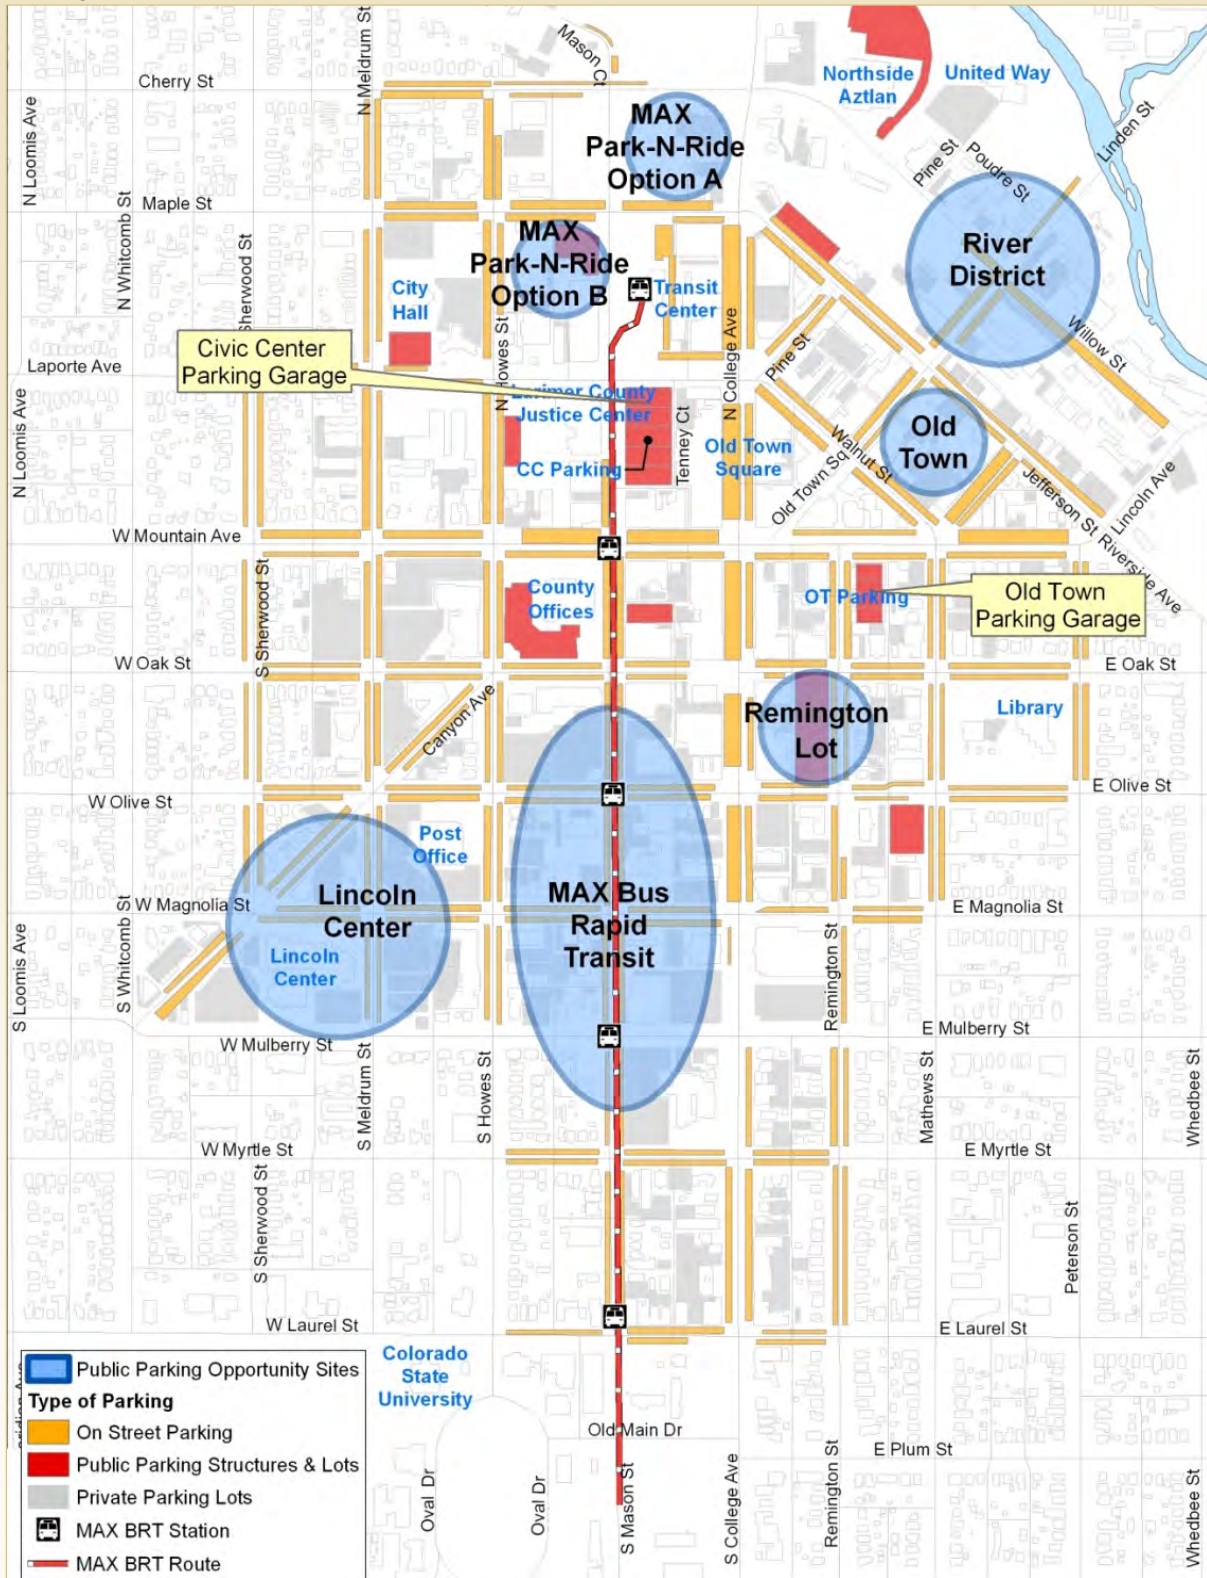 Cherry St
N Meldrum St
Mason Ct
Northside
Aztlan
United Way
Linden St
N Loomis Ave
MAX
Park-N-Ride
Option A
Pine St
Poudre St
N Whitcomb St
Maple St
Sherwood St
MAX
Park-N-Ride
Option B
City
Hall
Transit
Center
River
District
Willow St
Civic Center
Parking Garage
N Howes St
N College Ave
Pine St
Laporte Ave
Larimer County
Justice Center
CC Parking
Tenney Ct
Old Town
Square
Old Town Sq
Walnut St
Old
Town
N Loomis Ave
Jefferson St
Lincoln Ave
W Mountain Ave
Riverside Ave
S Sherwood St
County
Offices
OT Parking
Old Town
Parking Garage
W Oak St
E Oak St
Canyon Ave
Remington
Lot
Library
W Olive St
E Olive St
Post
Office
W Magnolia St
Lincoln
Center
Lincoln
Center
MAX Bus
Rapid
Transit
E Magnolia St
S Loomis Ave
S Whitcomb St
Remington St
W Mulberry St
E Mulberry St
S Meldrum St
S Howes St
Mathews St
Whedbee St
W Myrtle St
E Myrtle St
S Sherwood St
Peterson St
W Laurel St
E Laurel St
Colorado
State
University
Old Main Dr
E Plum St
Oval Dr
Oval Dr
S Mason St
S College Ave
Remington St
Whedbee St
Public Parking Opportunity Sites
Type of Parking
On Street Parking
Public Parking Structures & Lots
Private Parking Lots
MAX BRT Station
MAX BRT Route